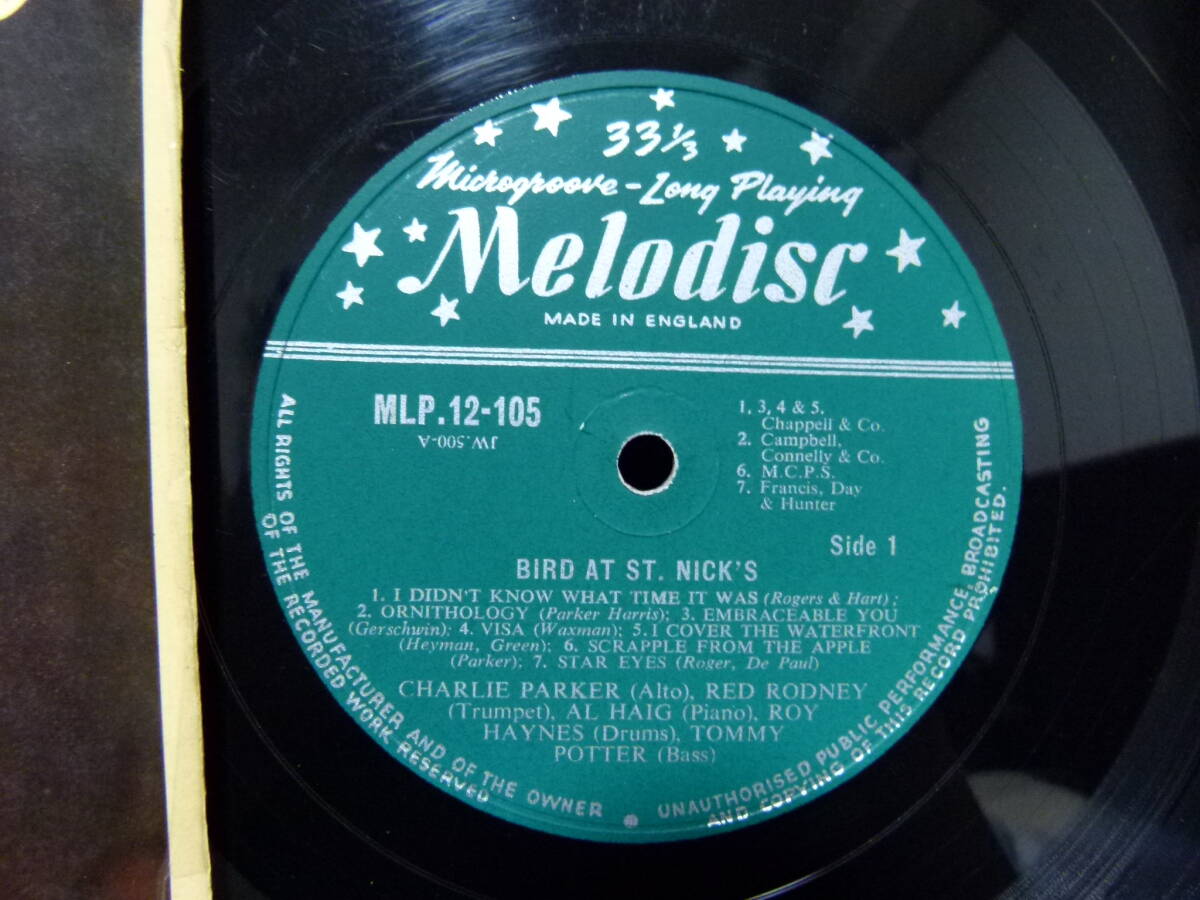 33⅓
Microgroove - Long Playing
Melodisc
MADE IN ENGLAND
MLP.12-105
JW.500-A
1. 3, 4 & 5.
Chappell & Co.
2. Campbell,
Connelly & Co.
6. M.C.P.S.
7. Francis, Day
& Hunter
Side 1
BIRD AT ST. NICK'S
1. I DIDN'T KNOW WHAT TIME IT WAS (Rogers & Hart);
2. ORNITHOLOGY (Parker Harris); 3. EMBRACEABLE YOU
(Gerschwin); 4. VISA (Waxman); 5. I COVER THE WATERFRONT
(Heyman, Green); 6. SCRAPPLE FROM THE APPLE
(Parker); 7. STAR EYES (Roger, De Paul)
CHARLIE PARKER (Alto), RED RODNEY
(Trumpet), AL HAIG (Piano), ROY
HAYNES (Drums), TOMMY
POTTER (Bass)
ALL RIGHTS OF THE MANUFACTURER AND OF THE OWNER
OF THE RECORDED WORK RESERVED
UNAUTHORISED PUBLIC PERFORMANCE, BROADCASTING
AND COPYING OF THIS RECORD PROHIBITED.